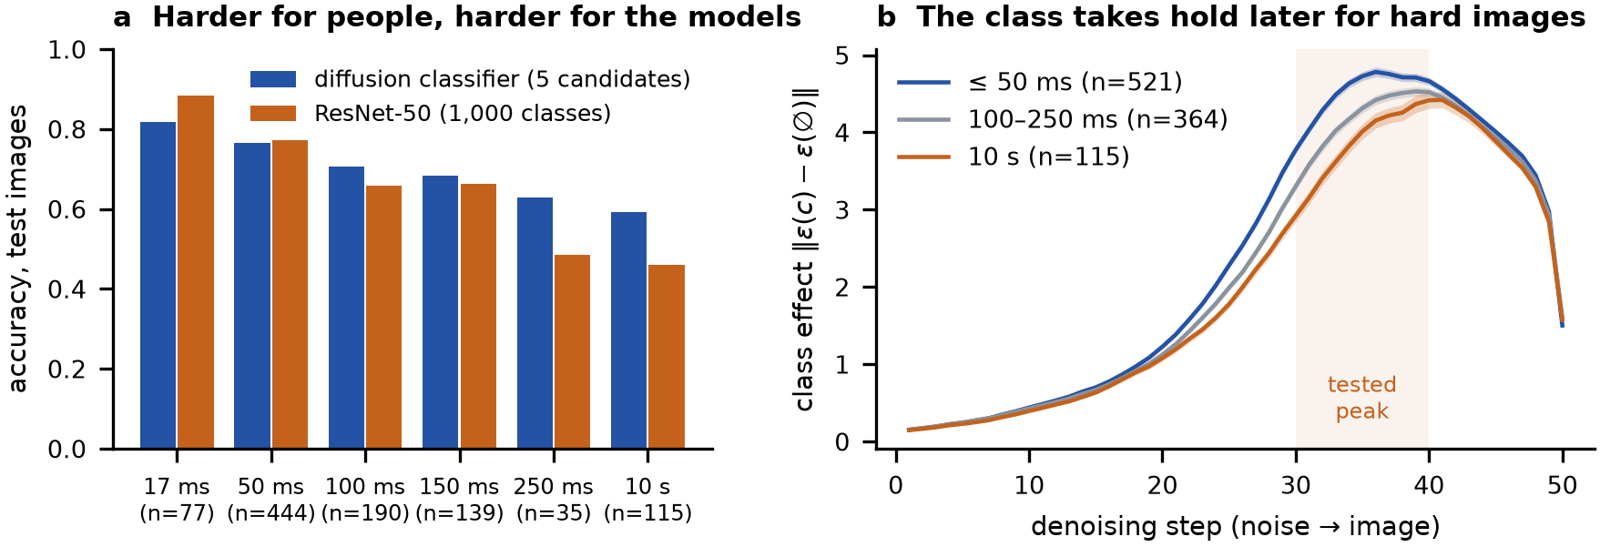 a Harder for people, harder for the models
accuracy, test images
1.0
0.8
0.6
0.4
0.2
0.0
diffusion classifier (5 candidates)
ResNet-50 (1,000 classes)
17 ms
(n=77)
50 ms
(n=444)
100 ms
(n=190)
150 ms
(n=139)
250 ms
(n=35)
10 s
(n=115)
b The class takes hold later for hard images
class effect ‖ε(c) − ε(∅)‖
5
4
3
2
1
0
≤ 50 ms (n=521)
100–250 ms (n=364)
10 s (n=115)
tested
peak
0
10
20
30
40
50
denoising step (noise → image)